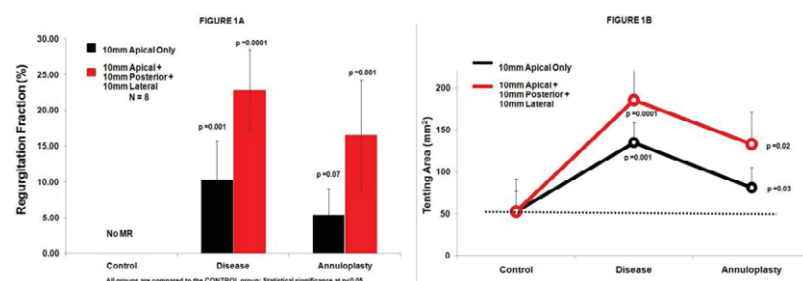 FIGURE 1A
Regurgitation Fraction (%)
30.00
25.00
20.00
15.00
10.00
5.00
0.00
10mm Apical Only
10mm Apical +
10mm Posterior +
10mm Lateral
N = 8
p =0.0001
p =0.001
p =0.001
p =0.07
No MR
Control
Disease
Annuloplasty
All groups are compared to the CONTROL group; Statistical significance at p<0.05
FIGURE 1B
Tenting Area (mm²)
200
150
100
50
0
10mm Apical Only
10mm Apical +
10mm Posterior +
10mm Lateral
p =0.0001
p =0.001
p =0.02
p =0.03
Control
Disease
Annuloplasty